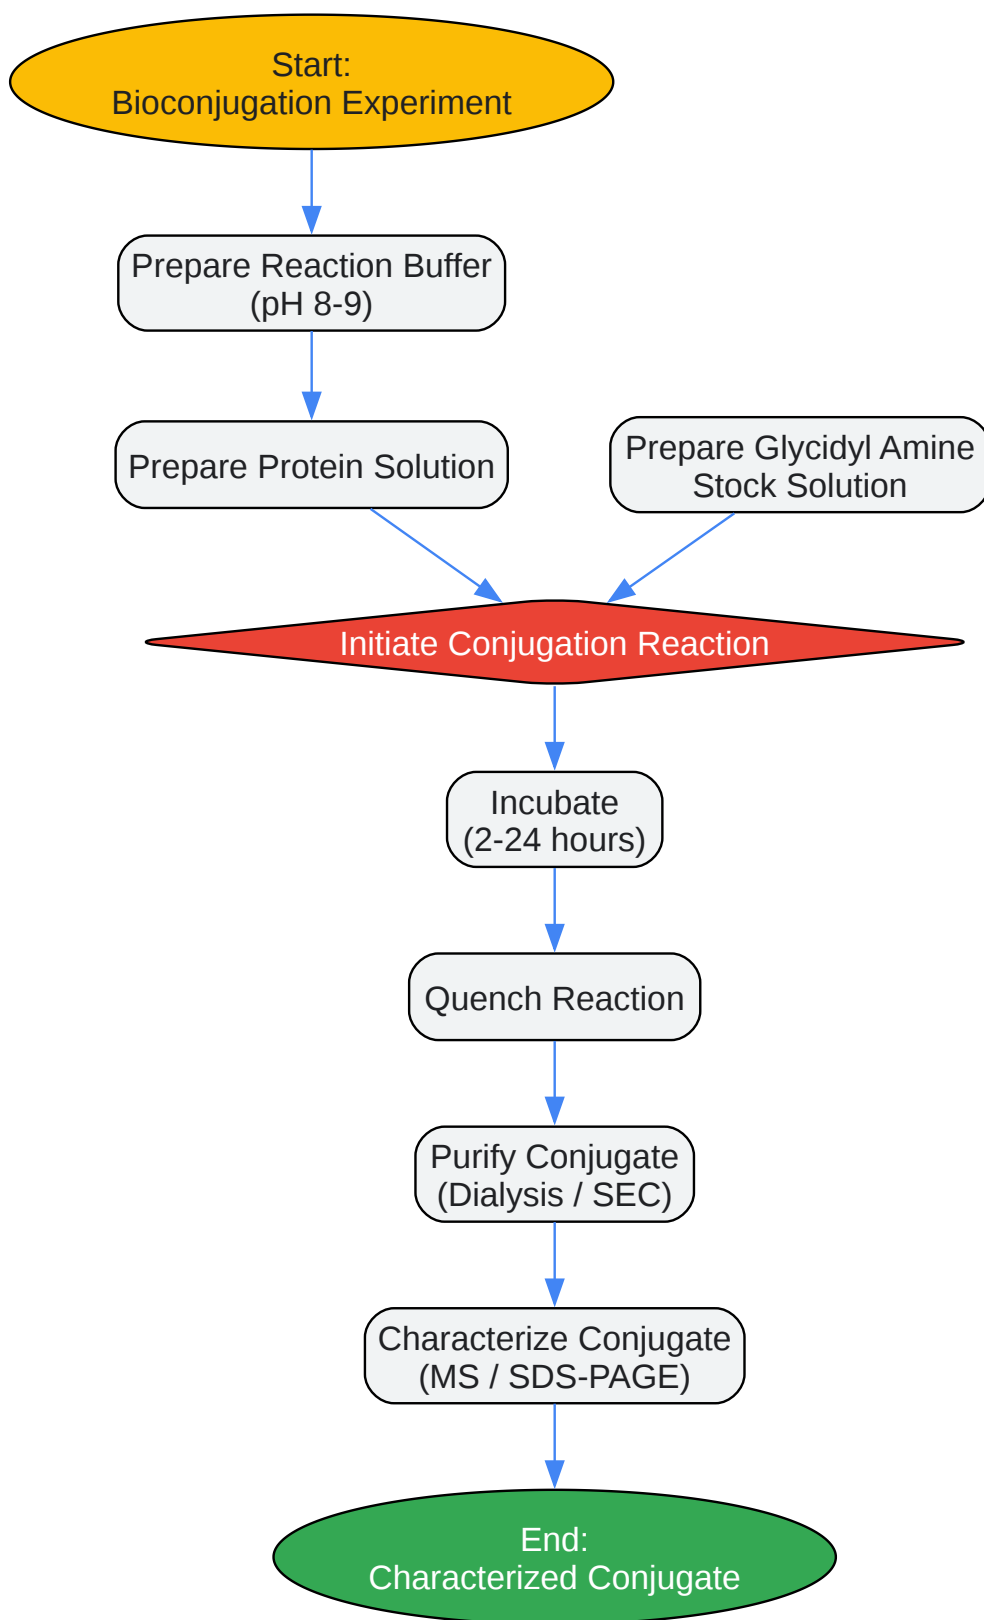 Start:
Bioconjugation Experiment
Prepare Reaction Buffer
(pH 8-9)
Prepare Protein Solution
Prepare Glycidyl Amine
Stock Solution
Initiate Conjugation Reaction
Incubate
(2-24 hours)
Quench Reaction
Purify Conjugate
(Dialysis / SEC)
Characterize Conjugate
(MS / SDS-PAGE)
End:
Characterized Conjugate